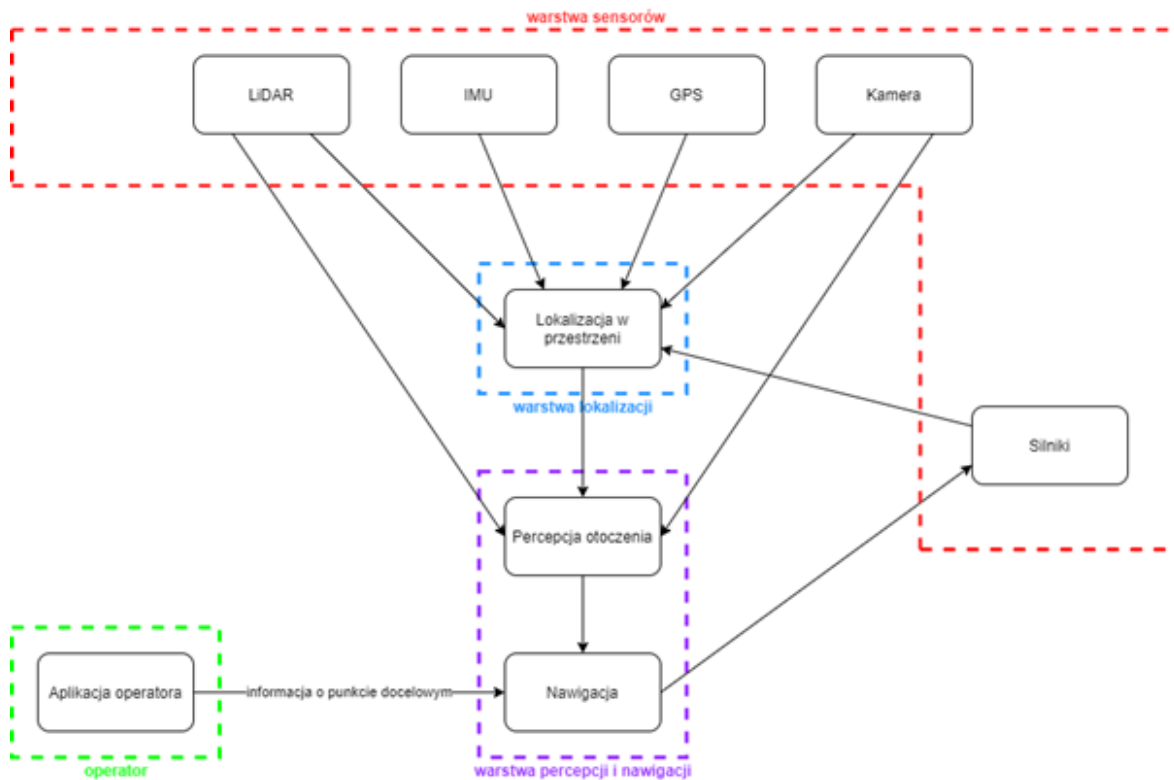 warstwa sensorów
LiDAR
IMU
GPS
Kamera
Lokalizacja w
przestrzeni
warstwa lokalizacji
Silniki
Percepcja otoczenia
Aplikacja operatora
informacja o punkcie docelowym
Nawigacja
operator
warstwa percepcji i nawigacji